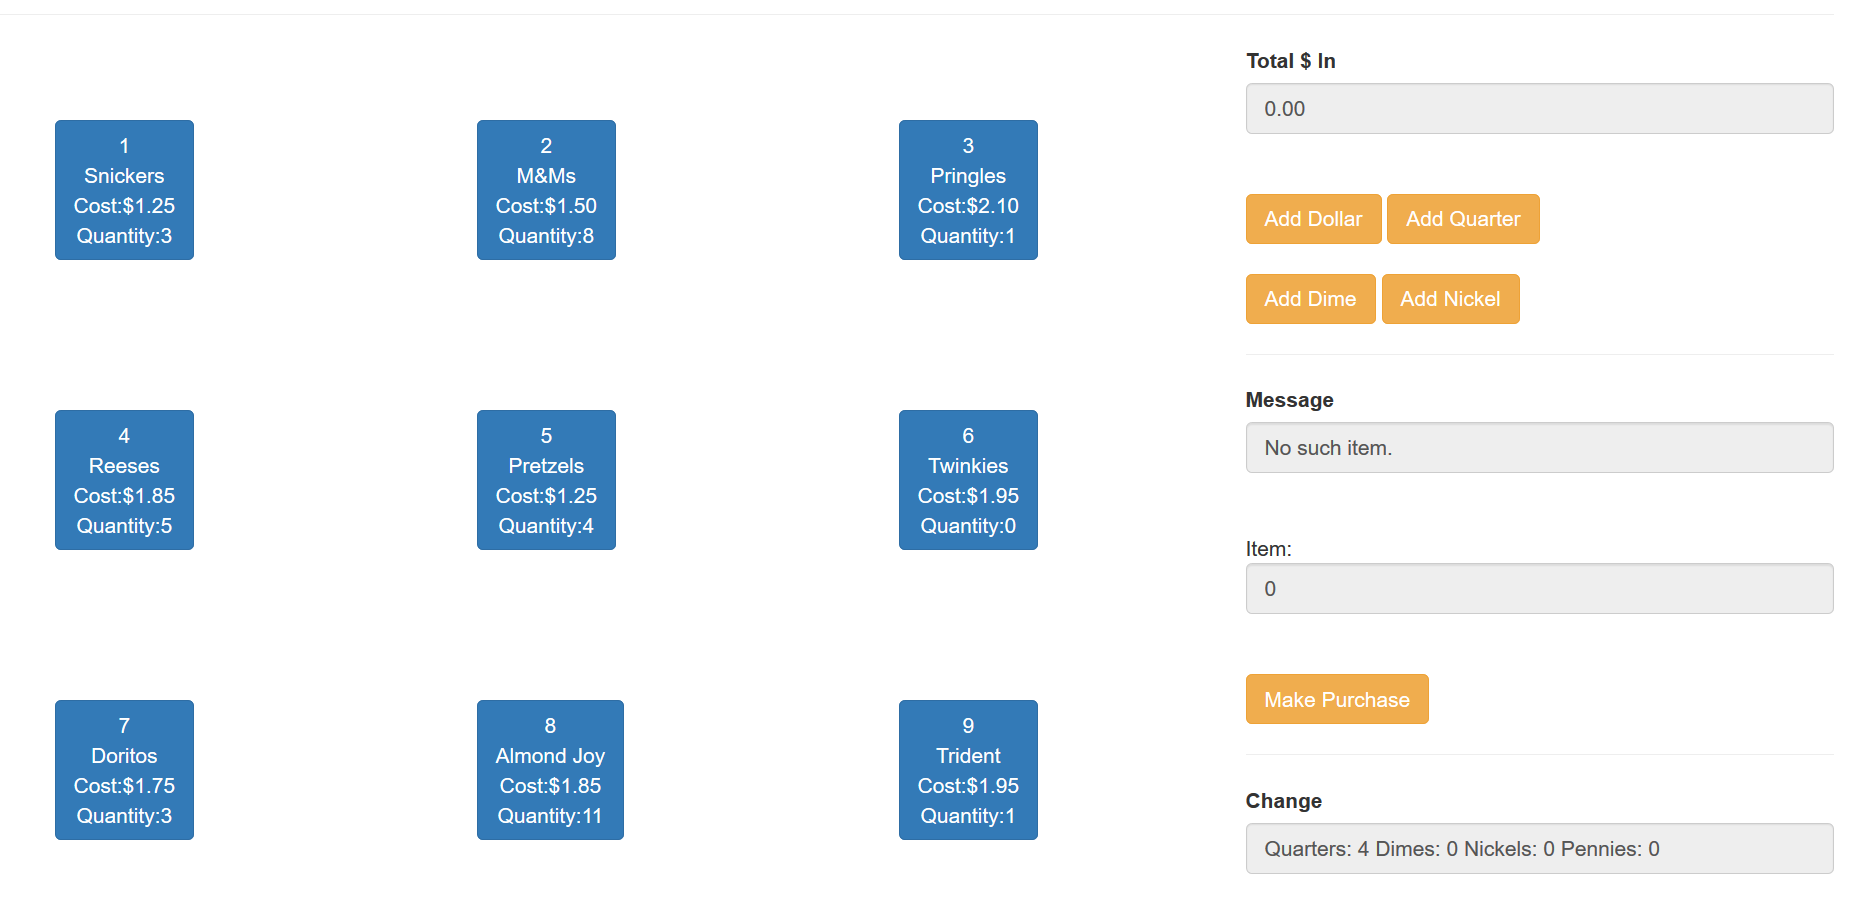 1
Snickers
Cost:$1.25
Quantity:3
2
M&Ms
Cost:$1.50
Quantity:8
3
Pringles
Cost:$2.10
Quantity:1
4
Reeses
Cost:$1.85
Quantity:5
5
Pretzels
Cost:$1.25
Quantity:4
6
Twinkies
Cost:$1.95
Quantity:0
7
Doritos
Cost:$1.75
Quantity:3
8
Almond Joy
Cost:$1.85
Quantity:11
9
Trident
Cost:$1.95
Quantity:1
Total $ In
0.00
Add Dollar Add Quarter
Add Dime Add Nickel
Message
No such item.
Item:
0
Make Purchase
Change
Quarters: 4 Dimes: 0 Nickels: 0 Pennies: 0